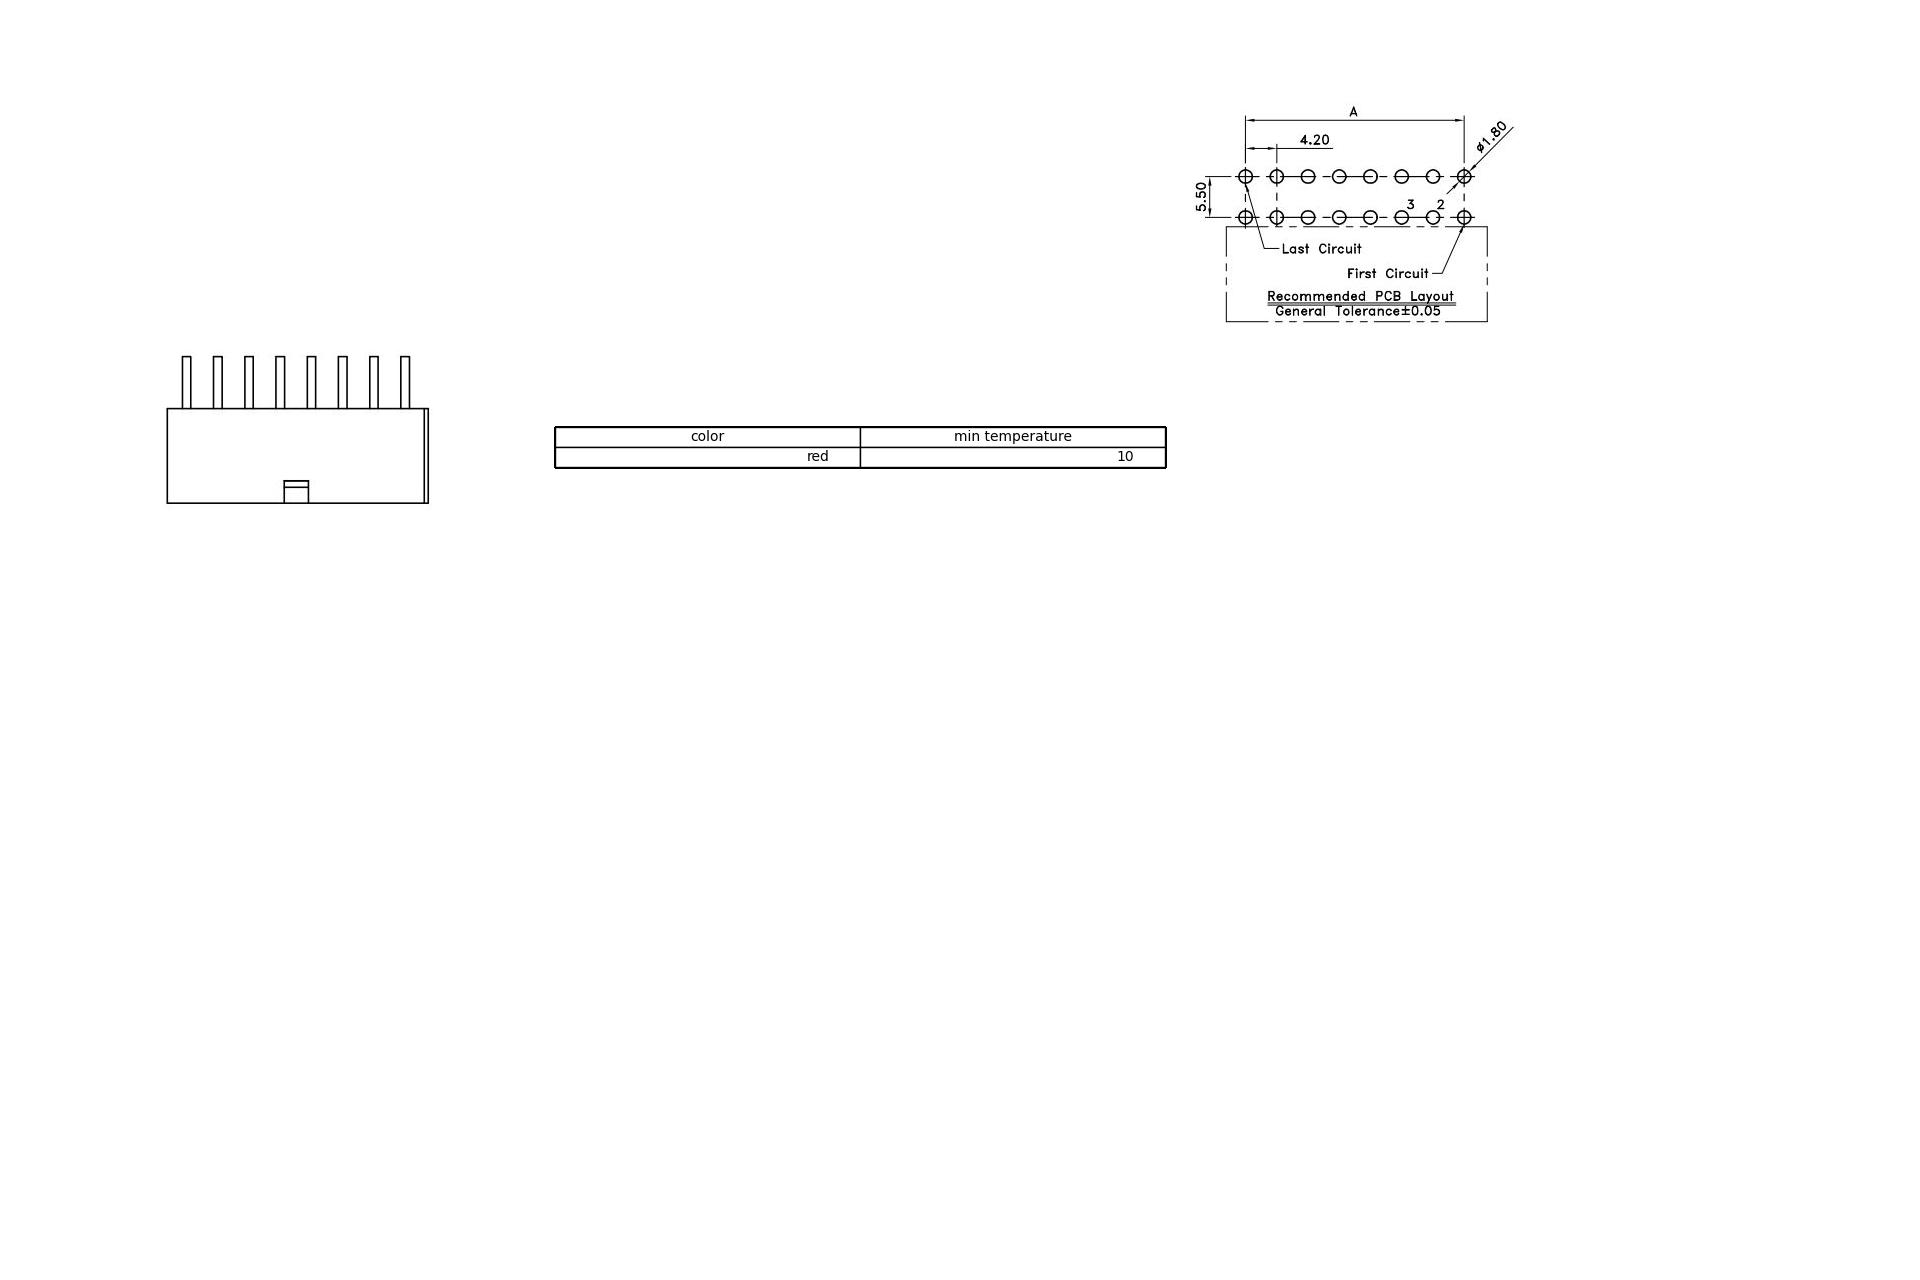 A
4.20
ø1.80
5.50
3 2
Last Circuit
First Circuit
Recommended PCB Layout
General Tolerance±0.05
color min temperature
red 10